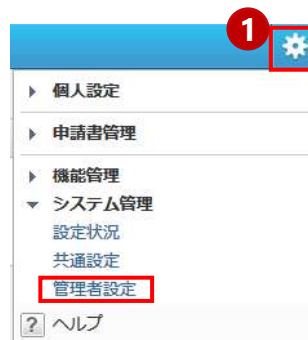 1
個人設定
申請書管理
機能管理
システム管理
設定状況
共通設定
管理者設定
? ヘルプ